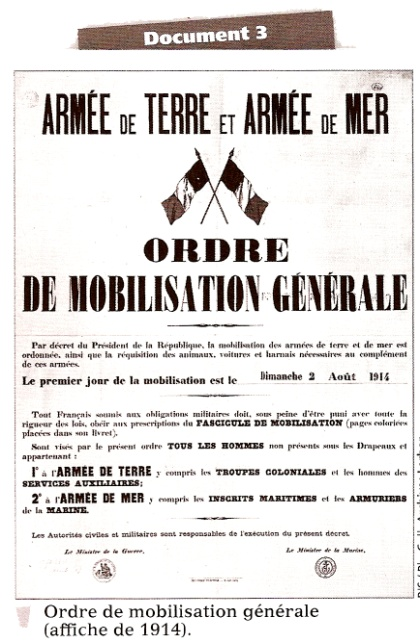 Document 3
ARMÉE DE TERRE ET ARMÉE DE MER
ORDRE
DE MOBILISATION GÉNÉRALE
Par décret du Président de la République, la mobilisation des armées de terre et de mer est
ordonnée, ainsi que la réquisition des animaux, voitures et harnais nécessaires au complément
de ces armées.
Le premier jour de la mobilisation est le Dimanche 2 Août 1914
Tout Français soumis aux obligations militaires doit, sous peine d'être puni avec toute la
rigueur des lois, obéir aux prescriptions du FASCICULE DE MOBILISATION (pages coloriées
placées dans son livret).
Sont visés par le présent ordre TOUS LES HOMMES non présents sous les Drapeaux et
appartenant :
1° à l'ARMÉE DE TERRE y compris les TROUPES COLONIALES et les hommes des
SERVICES AUXILIAIRES;
2° à l'ARMÉE DE MER y compris les INSCRITS MARITIMES et les ARMURIERS
de la MARINE.
Les Autorités civiles et militaires sont responsables de l'exécution du présent décret.
Le Ministre de la Guerre,
Le Ministre de la Marine,
Ordre de mobilisation générale
(affiche de 1914).